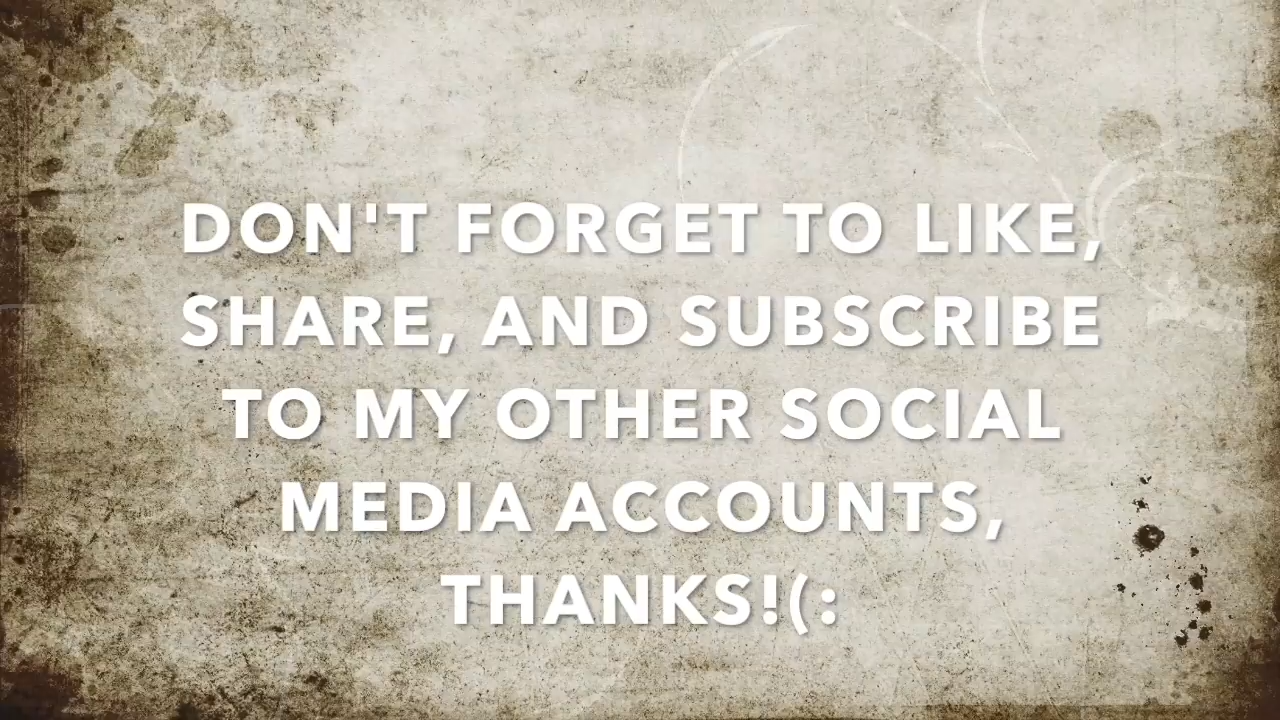 DON'T FORGET TO LIKE,
SHARE, AND SUBSCRIBE
TO MY OTHER SOCIAL
MEDIA ACCOUNTS,
THANKS!(: